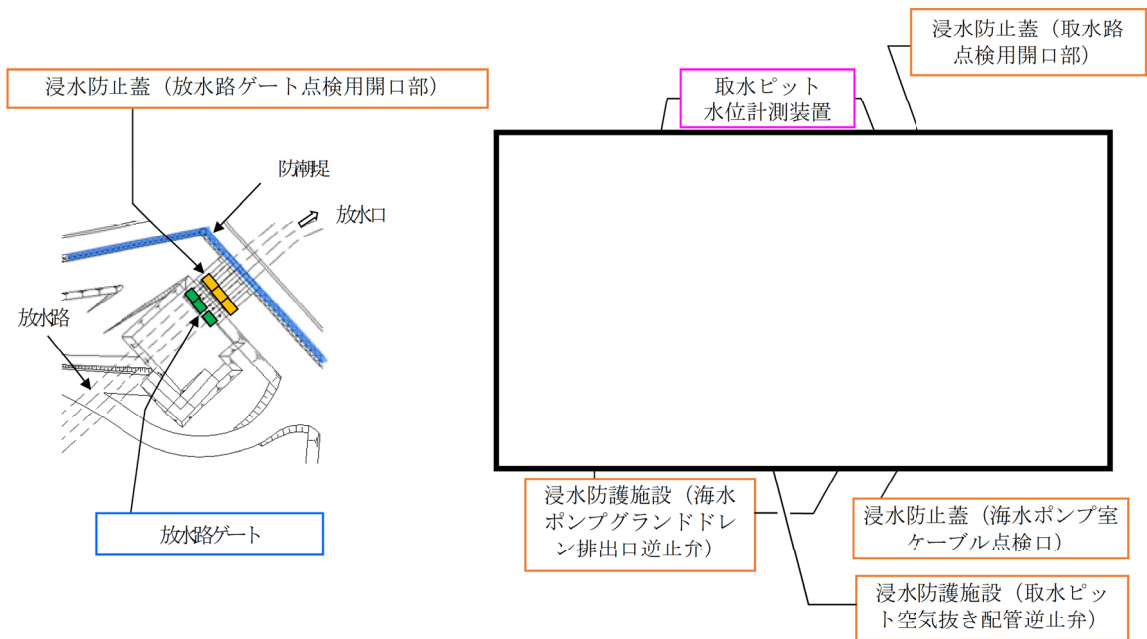 浸水防止蓋（取水路
点検用開口部）
浸水防止蓋（放水路ゲート点検用開口部）
取水ピット
水位計測装置
防潮堤
放水口
放水路
放水路ゲート
浸水防護施設（海水
ポンプグランドドレ
ン排出口逆止弁）
浸水防止蓋（海水ポンプ室
ケーブル点検口）
浸水防護施設（取水ピッ
ト空気抜き配管逆止弁）